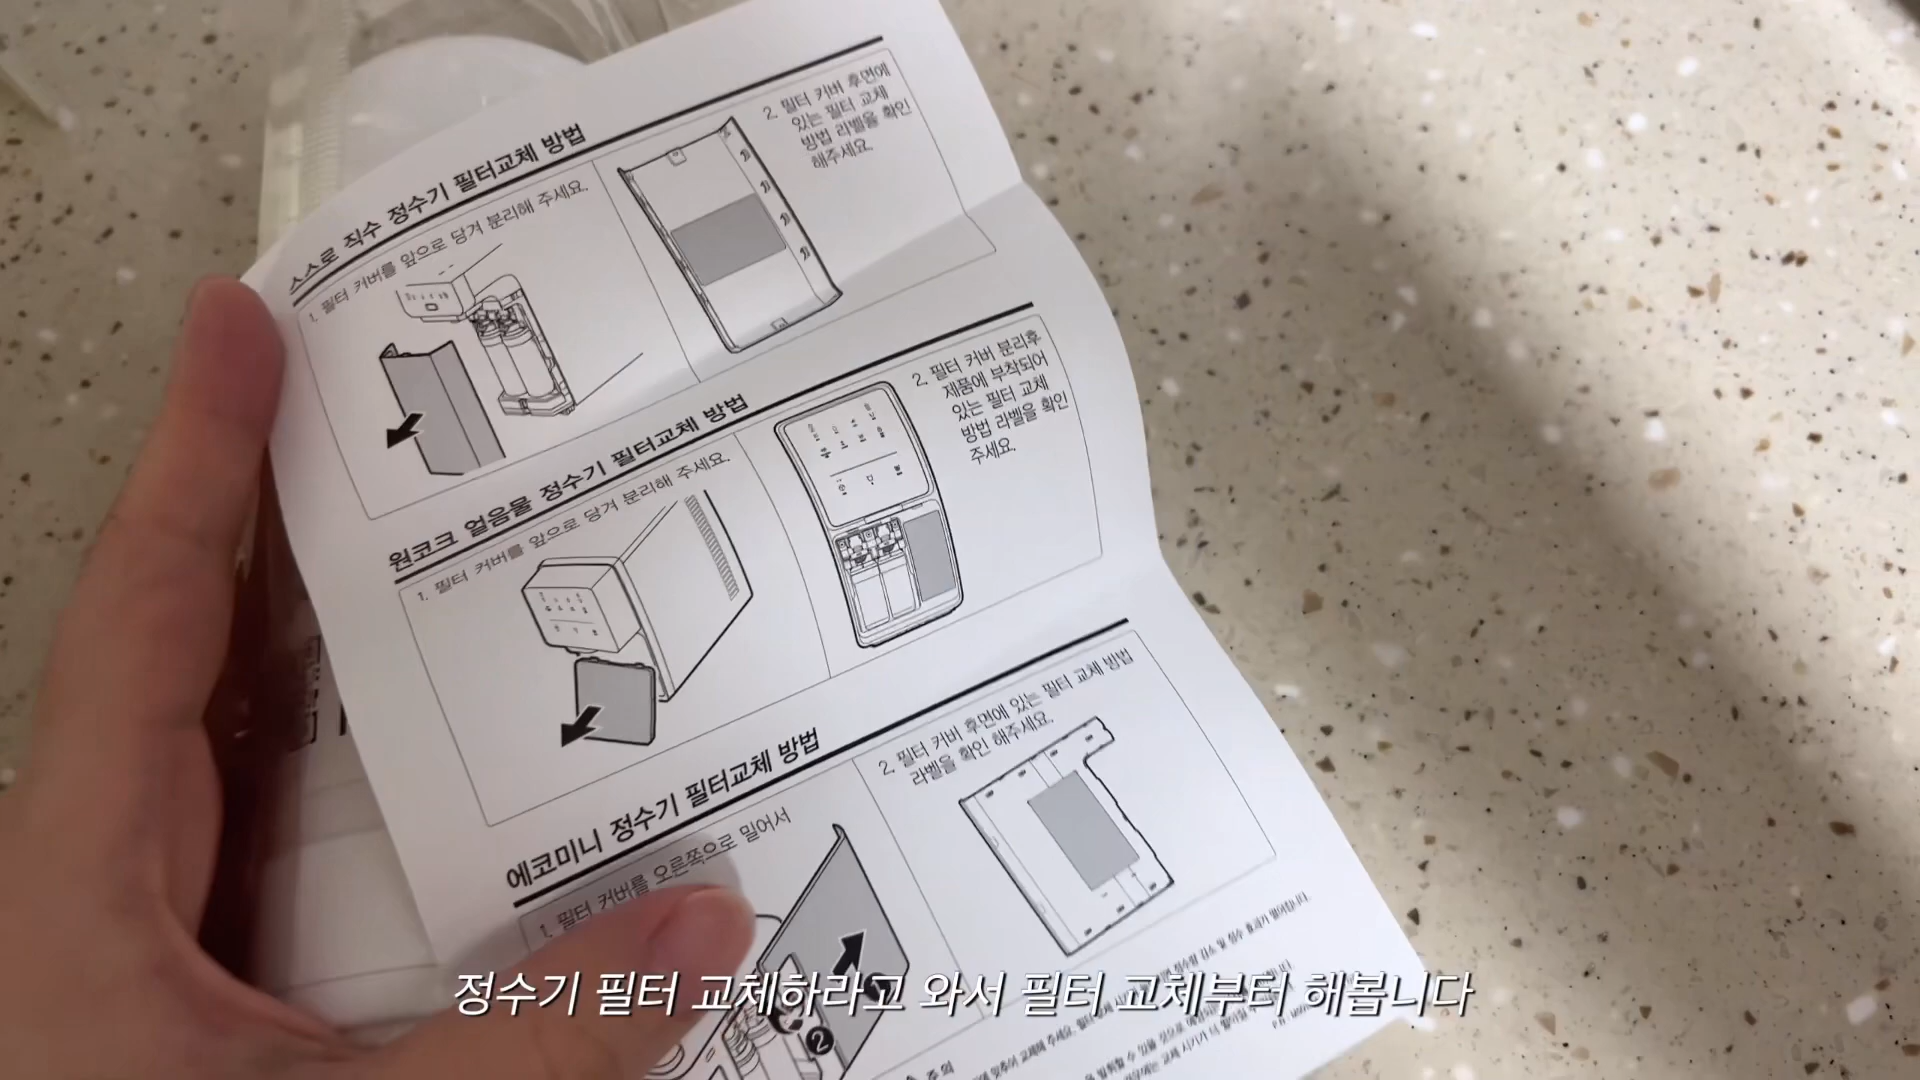 스스로 직수 정수기 필터교체 방법
1. 필터 커버를 앞으로 당겨 분리해 주세요.
2. 필터 커버 후면에
있는 필터 교체
방법 라벨을 확인
해주세요.
원코크 얼음물 정수기 필터교체 방법
1. 필터 커버를 앞으로 당겨 분리해 주세요.
2. 필터 커버 분리후
제품에 부착되어
있는 필터 교체
방법 라벨을 확인
주세요.
에코미니 정수기 필터교체 방법
1. 필터 커버를 오른쪽으로 밀어서
2. 필터 커버 후면에 있는 필터 교체 방법
라벨을 확인 해주세요.
2
주의
정수기 필터 교체하라고 와서 필터 교체부터 해봅니다